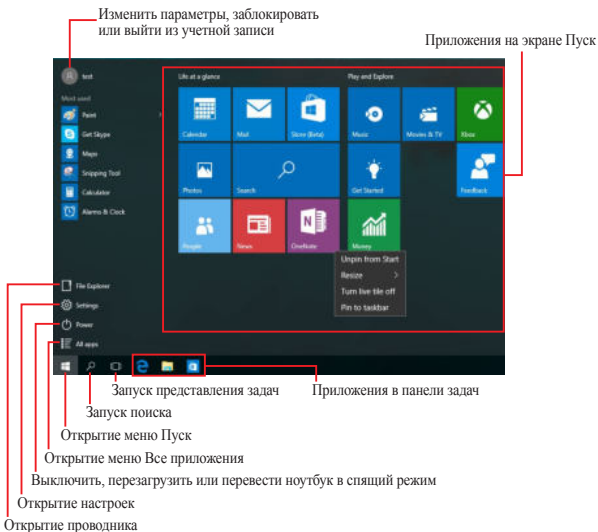 Изменить параметры, заблокировать
или выйти из учетной записи
Приложения на экране Пуск
test
Life at a glance
Play and Explore
Most used
Paint
Get Skype
Maps
Snipping Tool
Calculator
Alarms & Clock
Calendar
Mail
Store (Beta)
Music
Movies & TV
Xbox
Photos
Search
Get Started
Feedback
People
News
OneNote
Money
Unpin from Start
Resize
Turn live tile off
Pin to taskbar
File Explorer
Settings
Power
All apps
Запуск представления задач
Приложения в панели задач
Запуск поиска
Открытие меню Пуск
Открытие меню Все приложения
Выключить, перезагрузить или перевести ноутбук в спящий режим
Открытие настроек
Открытие проводника